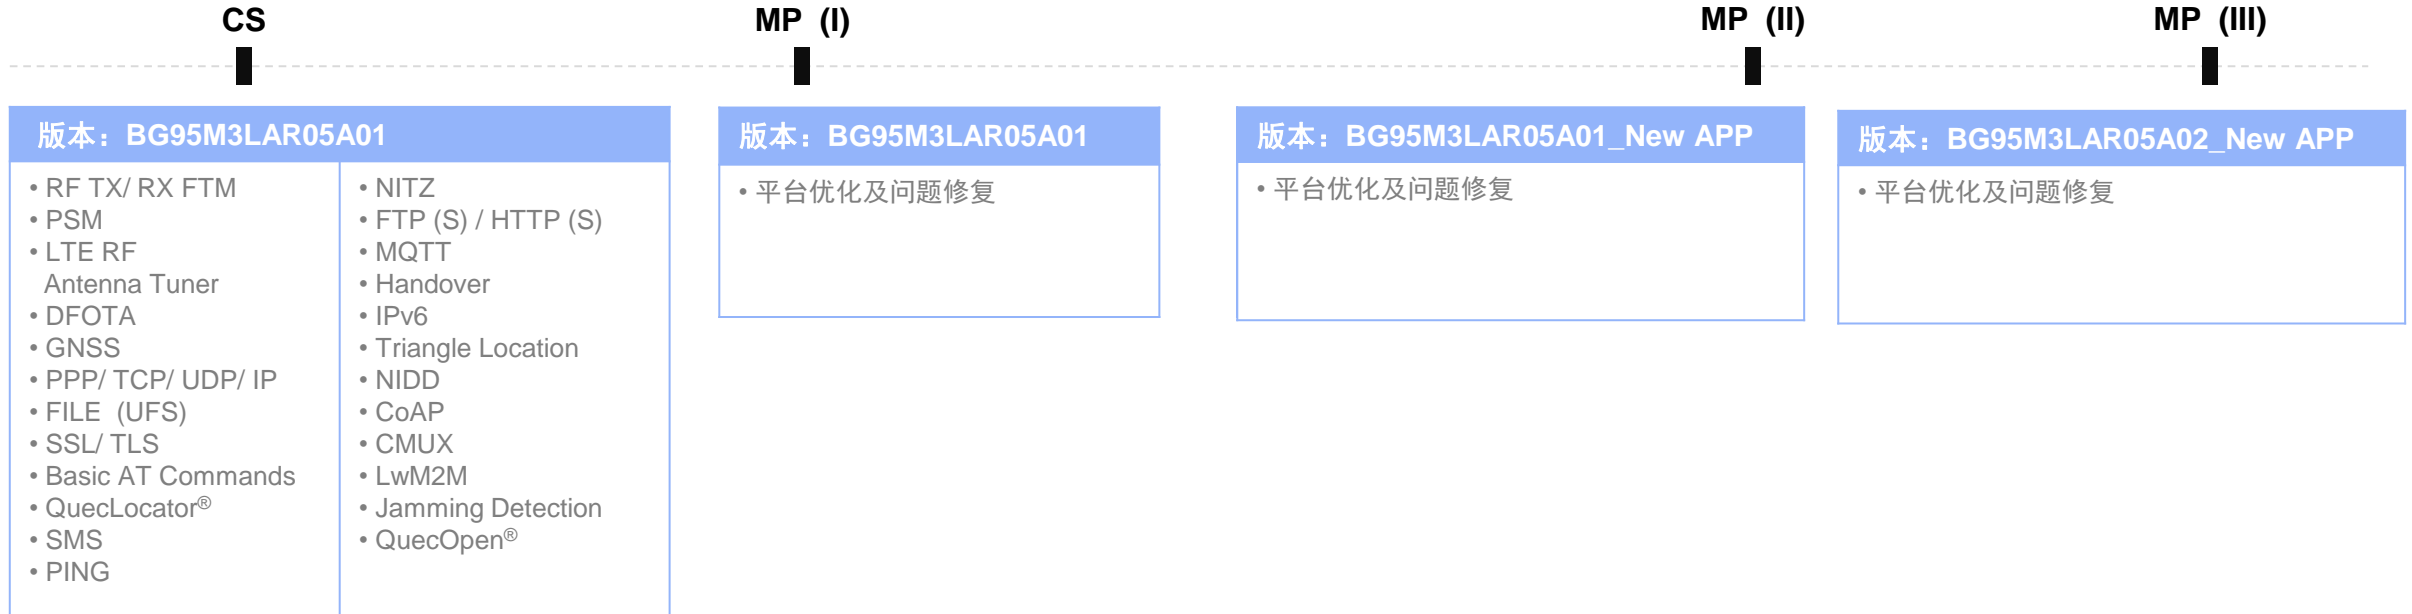 CS
MP (I)
MP (II)
MP (III)
版本：BG95M3LAR05A01
• RF TX/ RX FTM
• PSM
• LTE RF
Antenna Tuner
• DFOTA
• GNSS
• PPP/ TCP/ UDP/ IP
• FILE (UFS)
• SSL/ TLS
• Basic AT Commands
• QuecLocator®
• SMS
• PING
• NITZ
• FTP (S) / HTTP (S)
• MQTT
• Handover
• IPv6
• Triangle Location
• NIDD
• CoAP
• CMUX
• LwM2M
• Jamming Detection
• QuecOpen®
版本：BG95M3LAR05A01
• 平台优化及问题修复
版本：BG95M3LAR05A01_New APP
• 平台优化及问题修复
版本：BG95M3LAR05A02_New APP
• 平台优化及问题修复